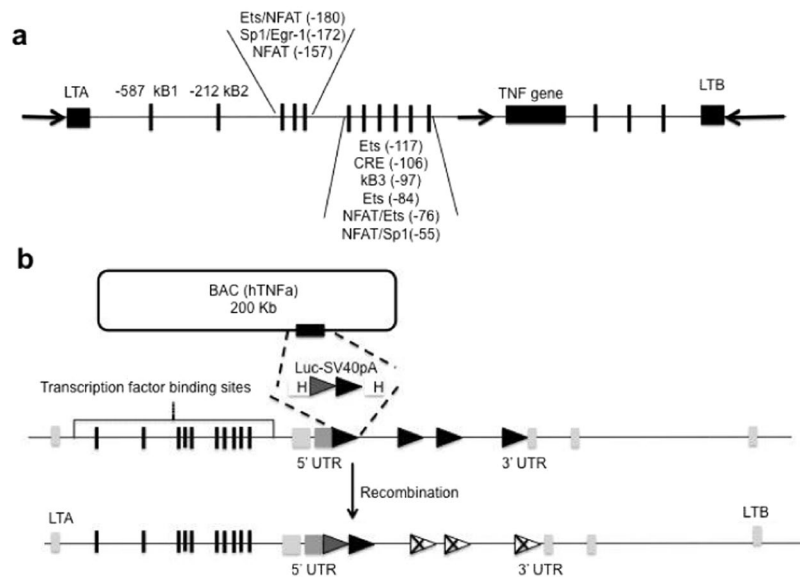 a
Ets/NFAT (-180)
Sp1/Egr-1(-172)
NFAT (-157)
LTA
-587 kB1
-212 kB2
TNF gene
LTB
Ets (-117)
CRE (-106)
kB3 (-97)
Ets (-84)
NFAT/Ets (-76)
NFAT/Sp1(-55)
b
BAC (hTNFa)
200 Kb
Luc-SV40pA
H H
Transcription factor binding sites
5' UTR 3' UTR
Recombination
LTA LTB
5' UTR 3' UTR